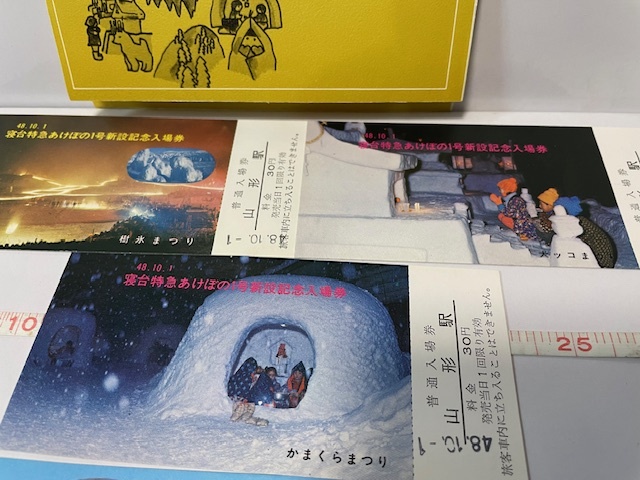 48.10.1
寝台特急あけぼの1号新設記念入場券
樹氷まつり
普通入場券
山形駅
料金 30円
発売当日1回限り有効
旅客車内に立ち入ることはできません。
48.10.1
寝台特急あけぼの1号新設記念入場券
犬ッコま
駅
48.10.1
寝台特急あけぼの1号新設記念入場券
かまくらまつり
普通入場券
山形駅
料金 30円
発売当日1回限り有効
旅客車内に立ち入ることはできません。
10
25